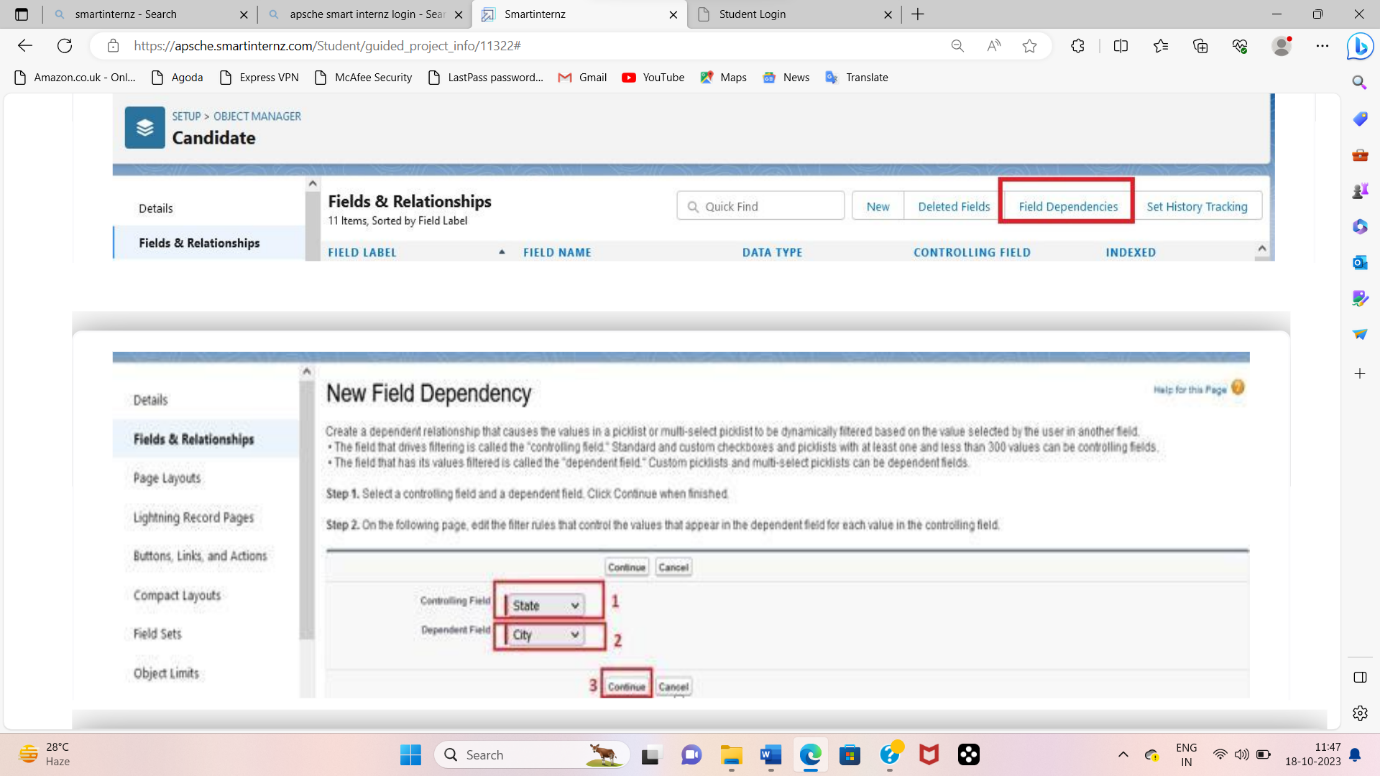 smartinternz - Search
apsche smart internz login - Sear
Smartinternz
Student Login
https://apsche.smartinternz.com/Student/guided_project_info/11322#
Amazon.co.uk - Onl...
Agoda
Express VPN
McAfee Security
LastPass password...
Gmail
YouTube
Maps
News
Translate
SETUP > OBJECT MANAGER
Candidate
Details
Fields & Relationships
Fields & Relationships
11 Items, Sorted by Field Label
Quick Find
New
Deleted Fields
Field Dependencies
Set History Tracking
FIELD LABEL
FIELD NAME
DATA TYPE
CONTROLLING FIELD
INDEXED
Details
Fields & Relationships
Page Layouts
Lightning Record Pages
Buttons, Links, and Actions
Compact Layouts
Field Sets
Object Limits
New Field Dependency
Help for this Page
Create a dependent relationship that causes the values in a picklist or multi-select picklist to be dynamically filtered based on the value selected by the user in another field.
• The field that drives filtering is called the "controlling field." Standard and custom checkboxes and picklists with at least one and less than 300 values can be controlling fields.
• The field that has its values filtered is called the "dependent field." Custom picklists and multi-select picklists can be dependent fields.
Step 1. Select a controlling field and a dependent field. Click Continue when finished.
Step 2. On the following page, edit the filter rules that control the values that appear in the dependent field for each value in the controlling field.
Continue
Cancel
Controlling Field
State
1
Dependent Field
City
2
3
Continue
Cancel
28°C
Haze
Search
ENG
IN
11:47
18-10-2023